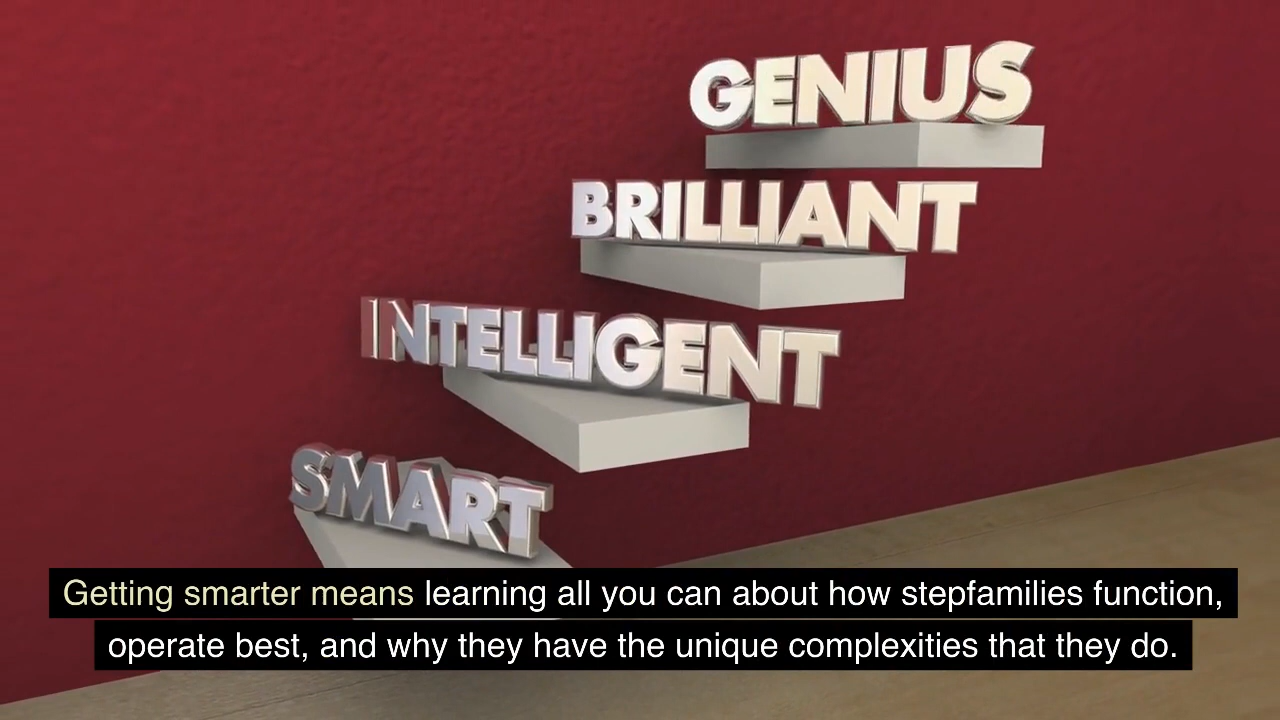 GENIUS
BRILLIANT
INTELLIGENT
SMART
Getting smarter means learning all you can about how stepfamilies function,
operate best, and why they have the unique complexities that they do.